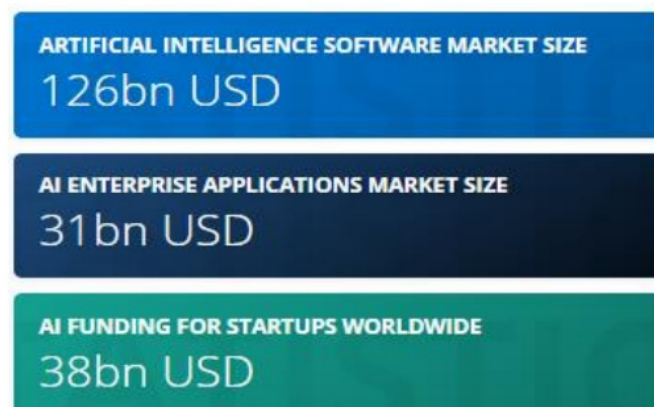 ARTIFICIAL INTELLIGENCE SOFTWARE MARKET SIZE
126bn USD
AI ENTERPRISE APPLICATIONS MARKET SIZE
31bn USD
AI FUNDING FOR STARTUPS WORLDWIDE
38bn USD